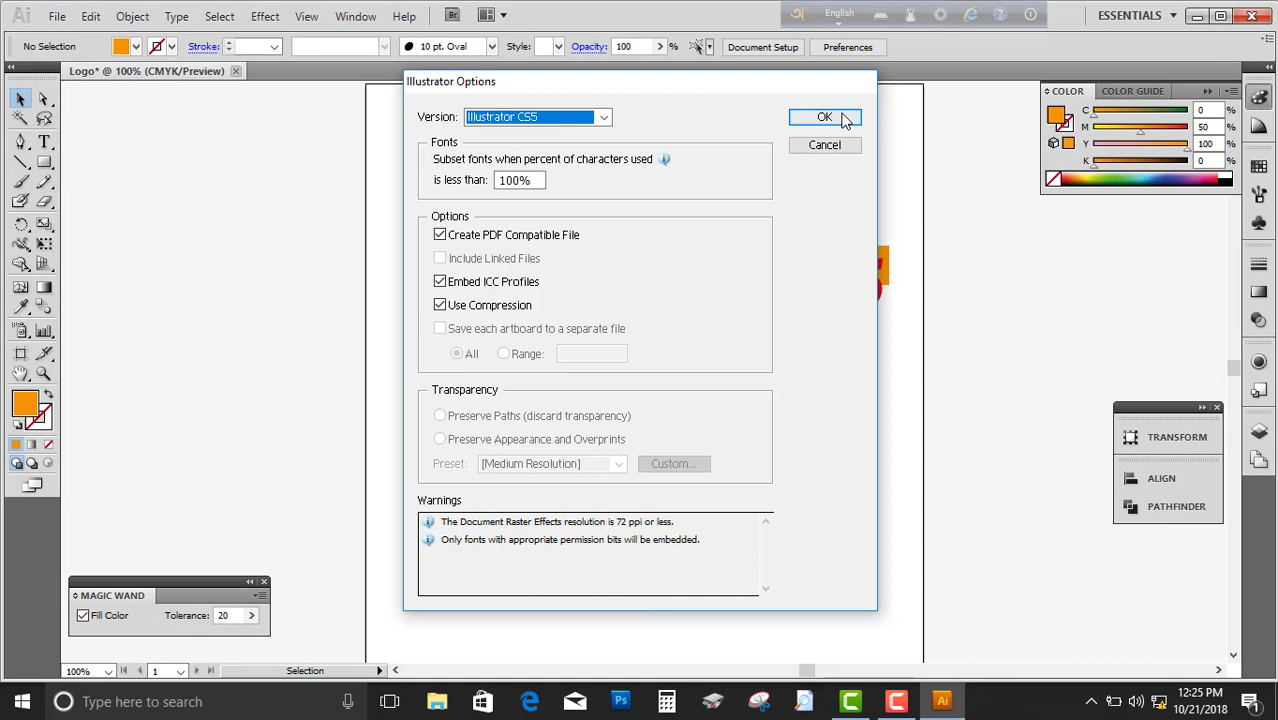 Ai File Edit Object Type Select Effect View Window Help Br English ESSENTIALS
No Selection Stroke: 10 pt. Oval Style: Opacity: 100 % Document Setup Preferences
Logo* @ 100% (CMYK/Preview)
Illustrator Options
Version: Illustrator CS5 OK
Cancel
Fonts
Subset fonts when percent of characters used
is less than: 100%
Options
Create PDF Compatible File
Include Linked Files
Embed ICC Profiles
Use Compression
Save each artboard to a separate file
All Range:
Transparency
Preserve Paths (discard transparency)
Preserve Appearance and Overprints
Preset: [Medium Resolution] Custom...
Warnings
The Document Raster Effects resolution is 72 ppi or less.
Only fonts with appropriate permission bits will be embedded.
COLOR COLOR GUIDE
C 0 %
M 50 %
Y 100 %
K 0 %
TRANSFORM
ALIGN
PATHFINDER
MAGIC WAND
Fill Color Tolerance: 20
100% 1 Selection
Type here to search Ps Ai 12:25 PM
10/21/2018